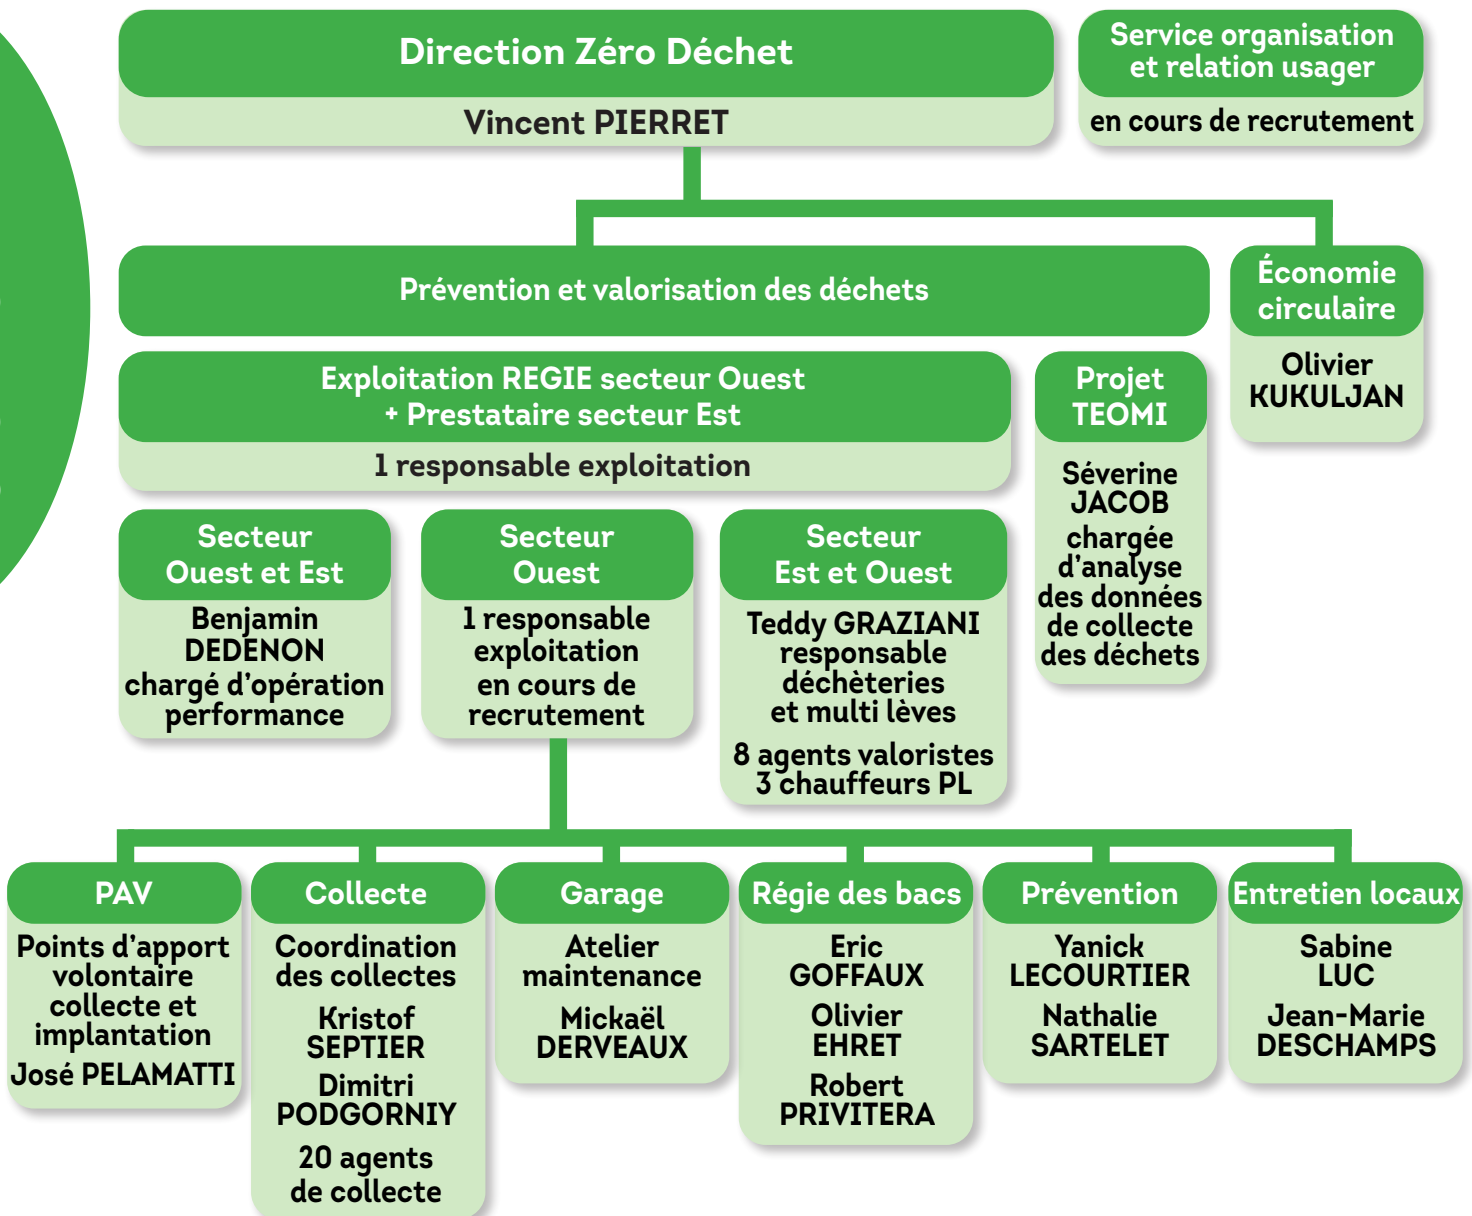 Direction Zéro Déchet
Vincent PIERRET
Service organisation
et relation usager
en cours de recrutement
Prévention et valorisation des déchets
Économie
circulaire
Olivier
KUKULJAN
Exploitation REGIE secteur Ouest
+ Prestataire secteur Est
1 responsable exploitation
Projet
TEOMI
Séverine
JACOB
chargée
d'analyse
des données
de collecte
des déchets
Secteur
Ouest et Est
Benjamin
DEDENON
chargé d'opération
performance
Secteur
Ouest
1 responsable
exploitation
en cours de
recrutement
Secteur
Est et Ouest
Teddy GRAZIANI
responsable
déchèteries
et multi lèves
8 agents valoristes
3 chauffeurs PL
PAV
Points d'apport
volontaire
collecte et
implantation
José PELAMATTI
Collecte
Coordination
des collectes
Kristof
SEPTIER
Dimitri
PODGORNIY
20 agents
de collecte
Garage
Atelier
maintenance
Mickaël
DERVEAUX
Régie des bacs
Eric
GOFFAUX
Olivier
EHRET
Robert
PRIVITERA
Prévention
Yanick
LECOURTIER
Nathalie
SARTELET
Entretien locaux
Sabine
LUC
Jean-Marie
DESCHAMPS